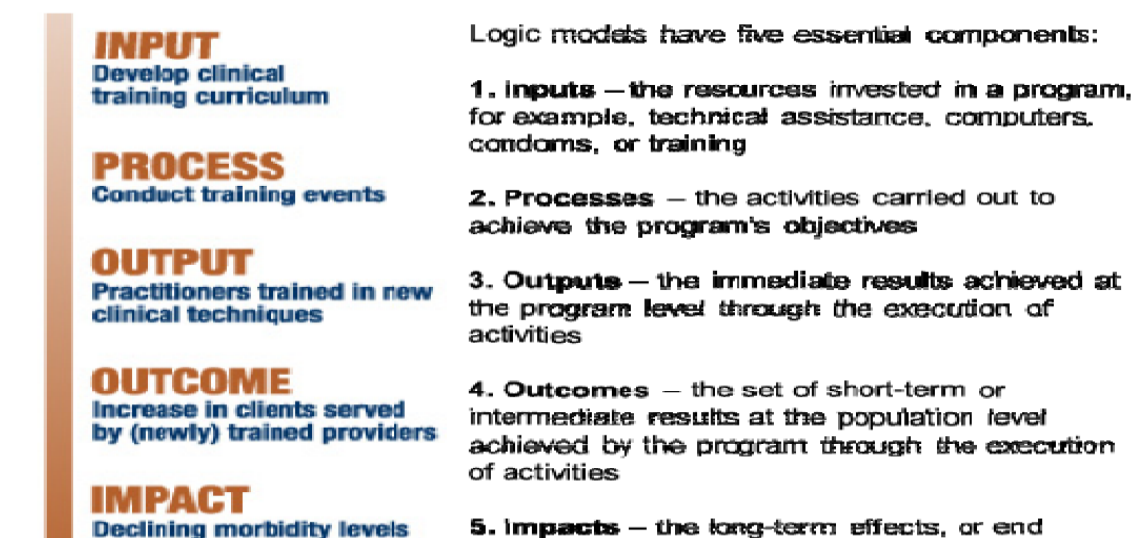 INPUT
Develop clinical
training curriculum
PROCESS
Conduct training events
OUTPUT
Practitioners trained in new
clinical techniques
OUTCOME
Increase in clients served
by (newly) trained providers
IMPACT
Declining morbidity levels
Logic models have five essential components:
1. Inputs – the resources invested in a program,
for example, technical assistance, computers,
condoms, or training
2. Processes – the activities carried out to
achieve the program's objectives
3. Outputs – the immediate results achieved at
the program level through the execution of
activities
4. Outcomes – the set of short-term or
intermediate results at the population level
achieved by the program through the execution
of activities
5. Impacts – the long-term effects, or end